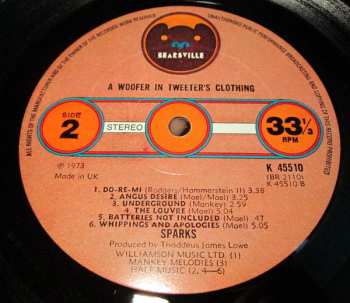 BEARSVILLE
A WOOFER IN TWEETER'S CLOTHING
SIDE
2
STEREO
33 1/3
RPM
℗ 1973
Made in UK
K 45510
(BR 2110)
K 45510 B
1. DO-RE-MI (Rodgers/Hammerstein II) 3.38
2. ANGUS DESIRE (Mael/Mael) 3.25
3. UNDERGROUND (Mankey) 2.54
4. THE LOUVRE (Mael) 5.04
5. BATTERIES NOT INCLUDED (Mael) .47
6. WHIPPINGS AND APOLOGIES (Mael) 5.05
SPARKS
Produced by Thaddeus James Lowe
WILLIAMSON MUSIC LTD. (1)
MANKEY MELODIES (3)
HALF MUSIC (2, 4-6)
ALL RIGHTS OF THE MANUFACTURER AND OF THE OWNER OF THE RECORDED WORK RESERVED
UNAUTHORISED PUBLIC PERFORMANCE BROADCASTING AND COPYING OF THIS RECORD PROHIBITED